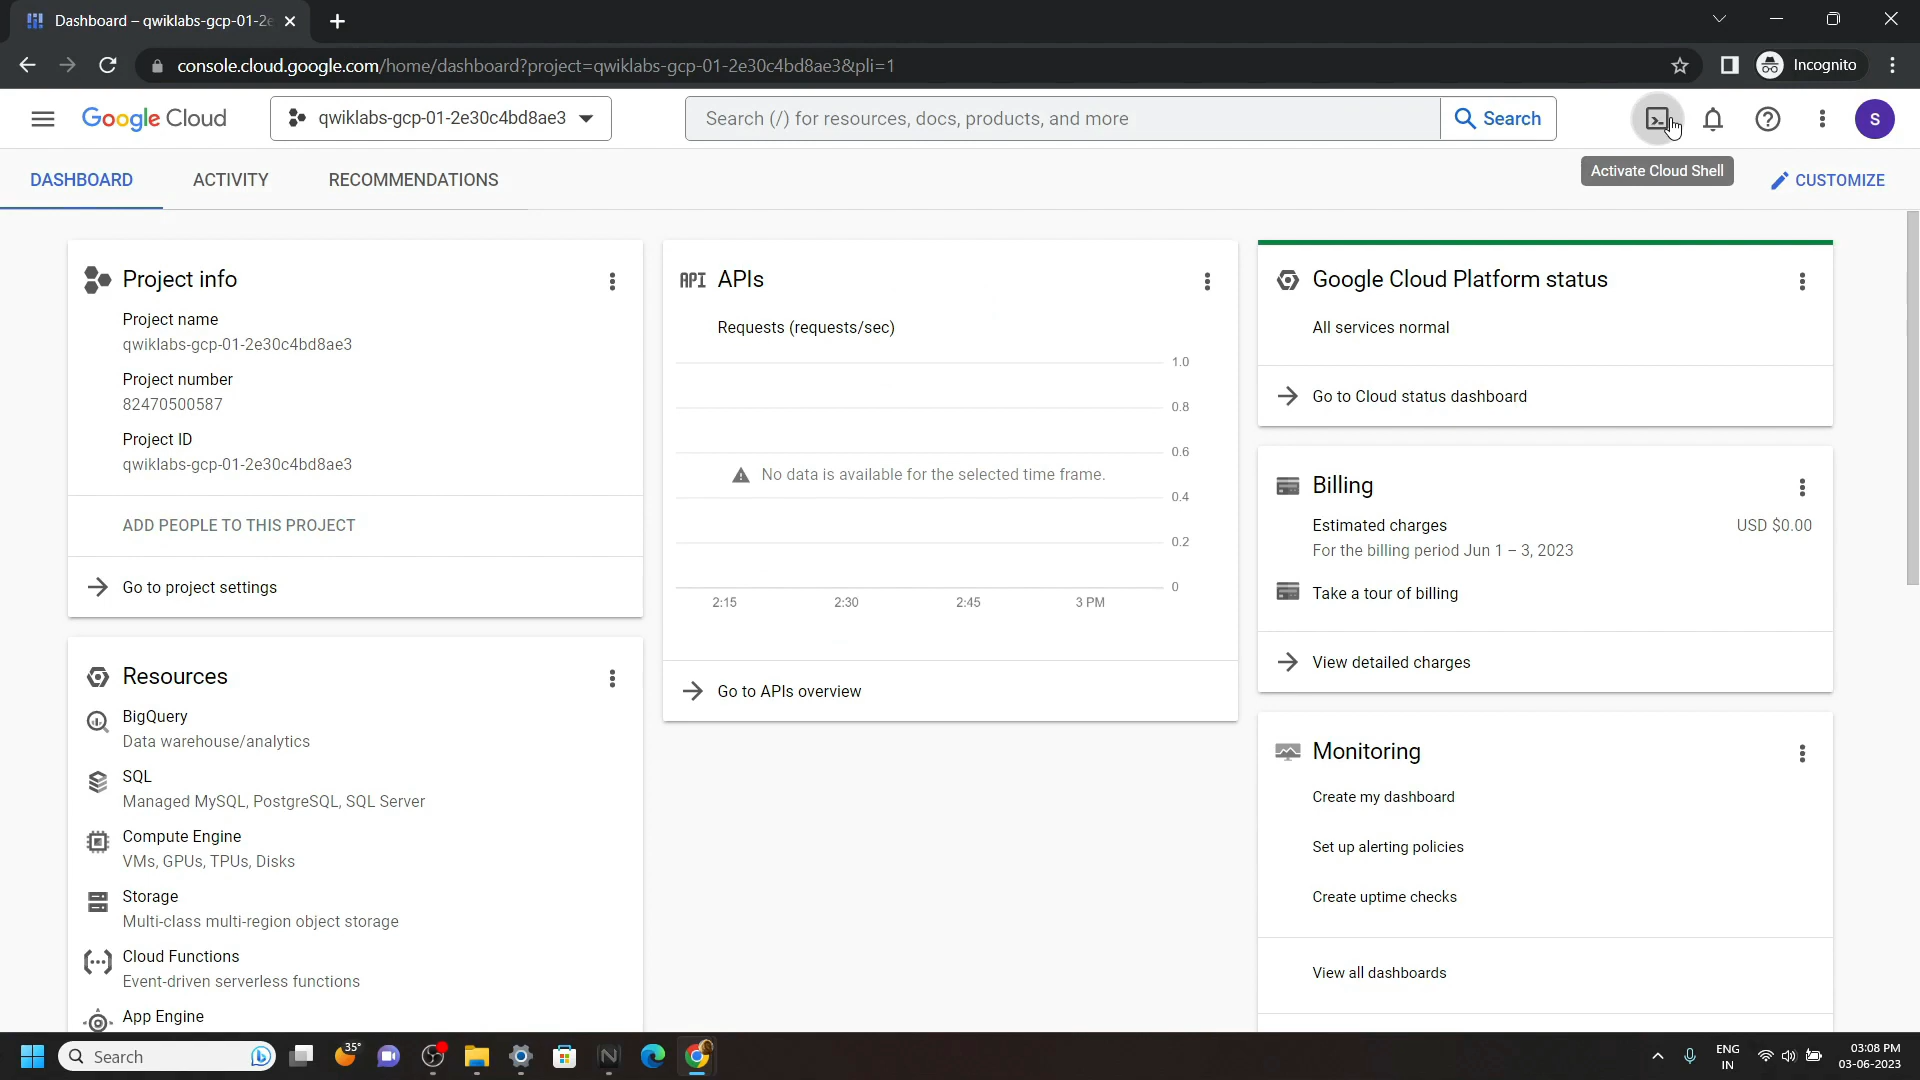 Dashboard – qwiklabs-gcp-01-2e
console.cloud.google.com/home/dashboard?project=qwiklabs-gcp-01-2e30c4bd8ae3&pli=1
Incognito
Google Cloud
qwiklabs-gcp-01-2e30c4bd8ae3
Search (/) for resources, docs, products, and more
Search
S
Activate Cloud Shell
DASHBOARD
ACTIVITY
RECOMMENDATIONS
CUSTOMIZE
Project info
Project name
qwiklabs-gcp-01-2e30c4bd8ae3
Project number
82470500587
Project ID
qwiklabs-gcp-01-2e30c4bd8ae3
ADD PEOPLE TO THIS PROJECT
Go to project settings
Resources
BigQuery
Data warehouse/analytics
SQL
Managed MySQL, PostgreSQL, SQL Server
Compute Engine
VMs, GPUs, TPUs, Disks
Storage
Multi-class multi-region object storage
Cloud Functions
Event-driven serverless functions
App Engine
API APIs
Requests (requests/sec)
1.0
0.8
0.6
No data is available for the selected time frame.
0.4
0.2
0
2:15 2:30 2:45 3 PM
Go to APIs overview
Google Cloud Platform status
All services normal
Go to Cloud status dashboard
Billing
Estimated charges USD $0.00
For the billing period Jun 1 – 3, 2023
Take a tour of billing
View detailed charges
Monitoring
Create my dashboard
Set up alerting policies
Create uptime checks
View all dashboards
Search
35°
ENG
IN
03:08 PM
03-06-2023